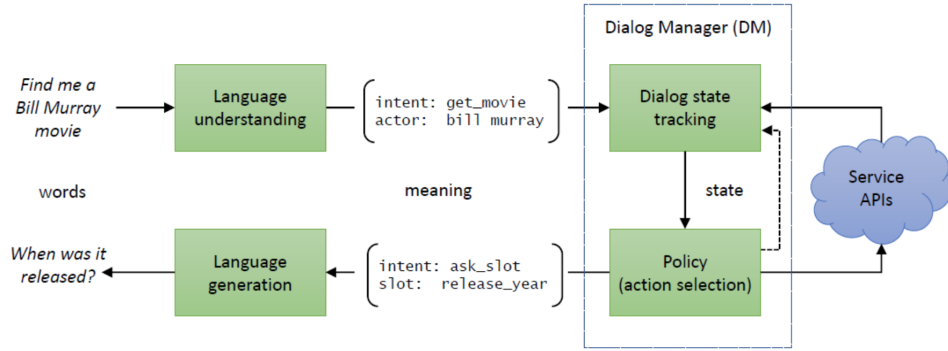 Dialog Manager (DM)
Find me a
Bill Murray
movie
Language
understanding
intent: get_movie
actor: bill murray
Dialog state
tracking
words
meaning
state
Service
APIs
When was it
released?
Language
generation
intent: ask_slot
slot: release_year
Policy
(action selection)